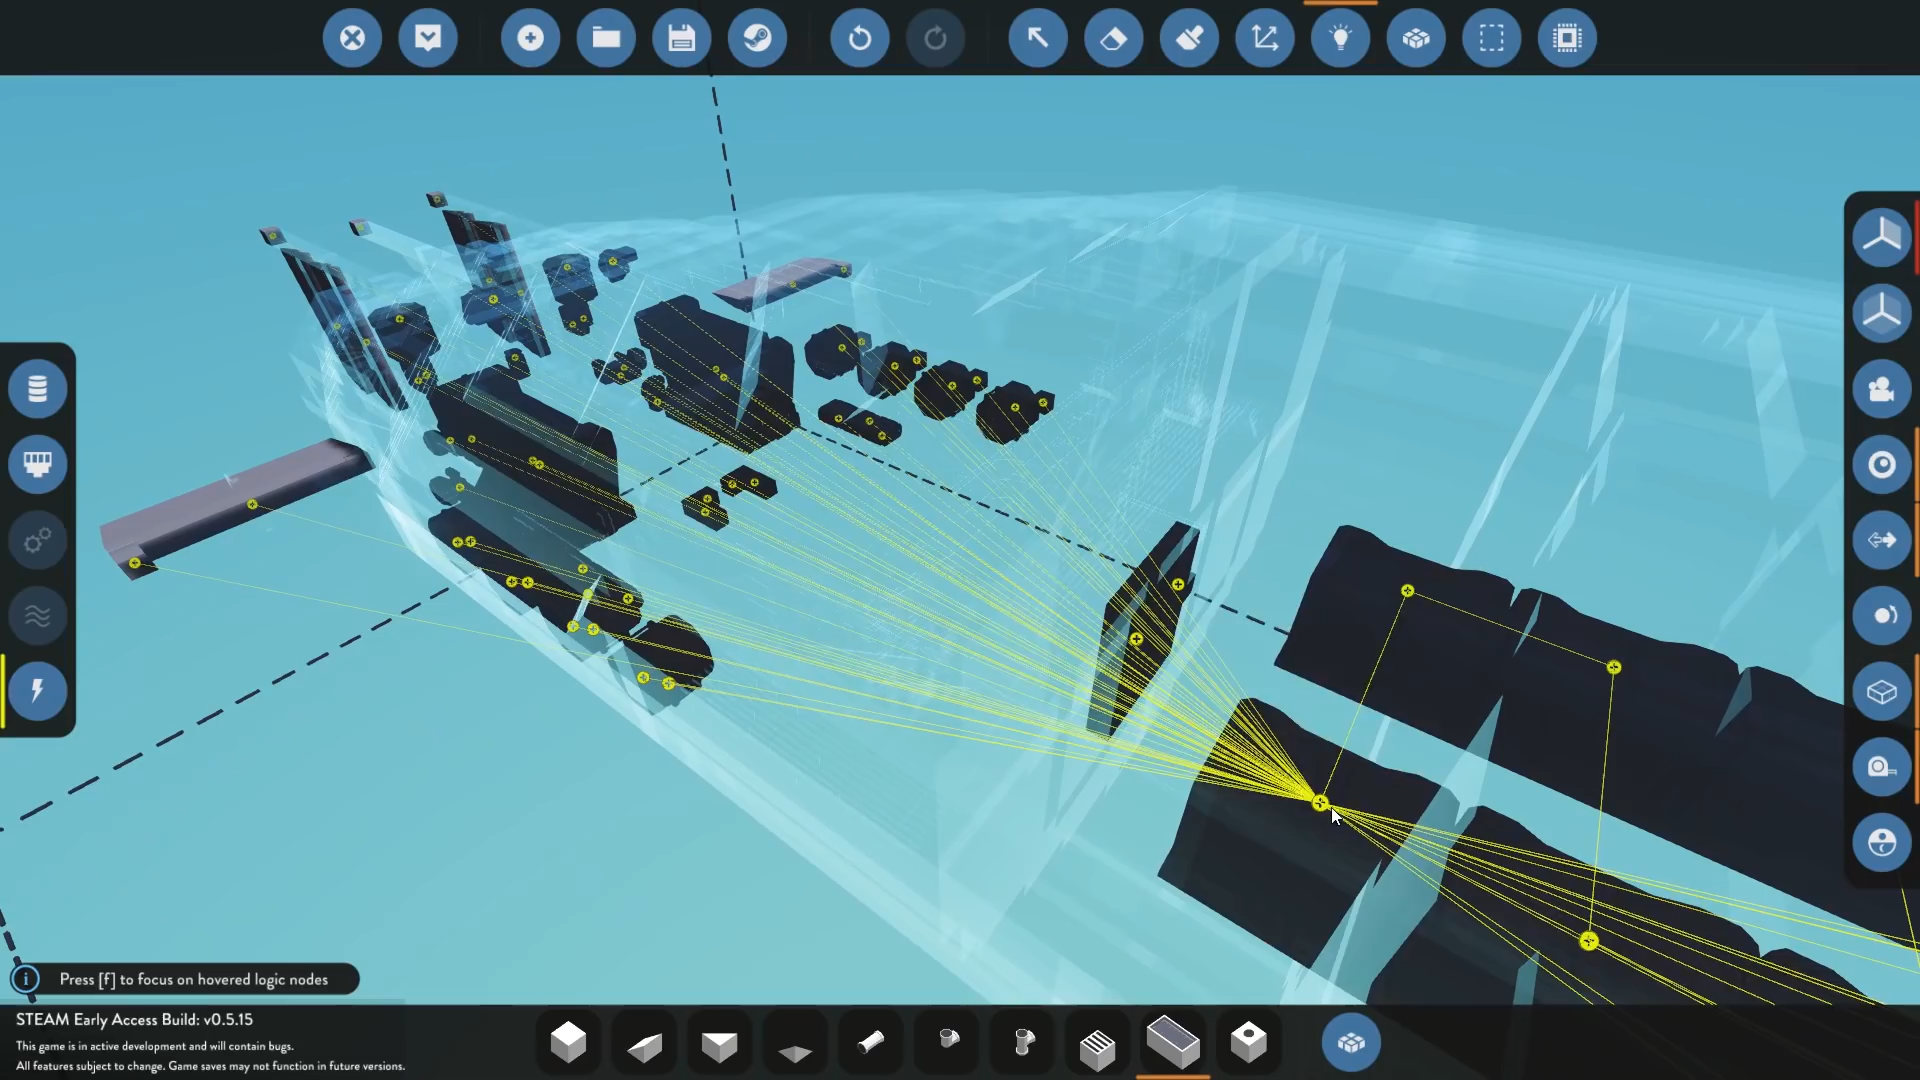 Press [f] to focus on hovered logic nodes
STEAM Early Access Build: v0.5.15
This game is in active development and will contain bugs.
All features subject to change. Game saves may not function in future versions.